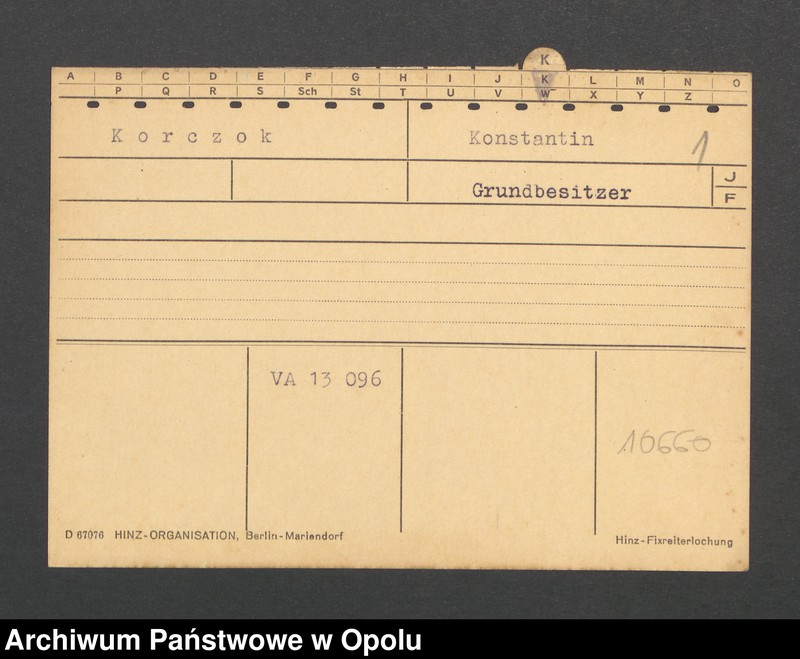 K
A B C D E F G H I J K L M N O
P Q R S Sch St T U V W X Y Z
Korczok Konstantin 1
Grundbesitzer J
F
VA 13 096
10660
D 67076 HINZ-ORGANISATION, Berlin-Mariendorf Hinz-Fixreiterlochung
Archiwum Państwowe w Opolu